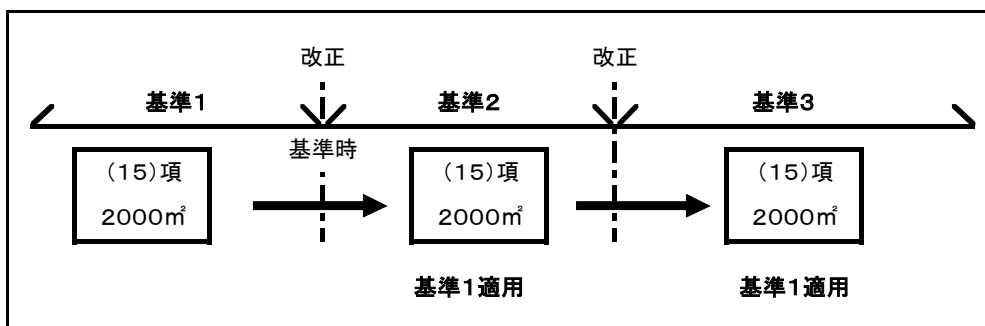 改正 改正
基準1 基準2 基準3
基準時
(15)項 (15)項 (15)項
2000㎡ 2000㎡ 2000㎡
基準1適用 基準1適用